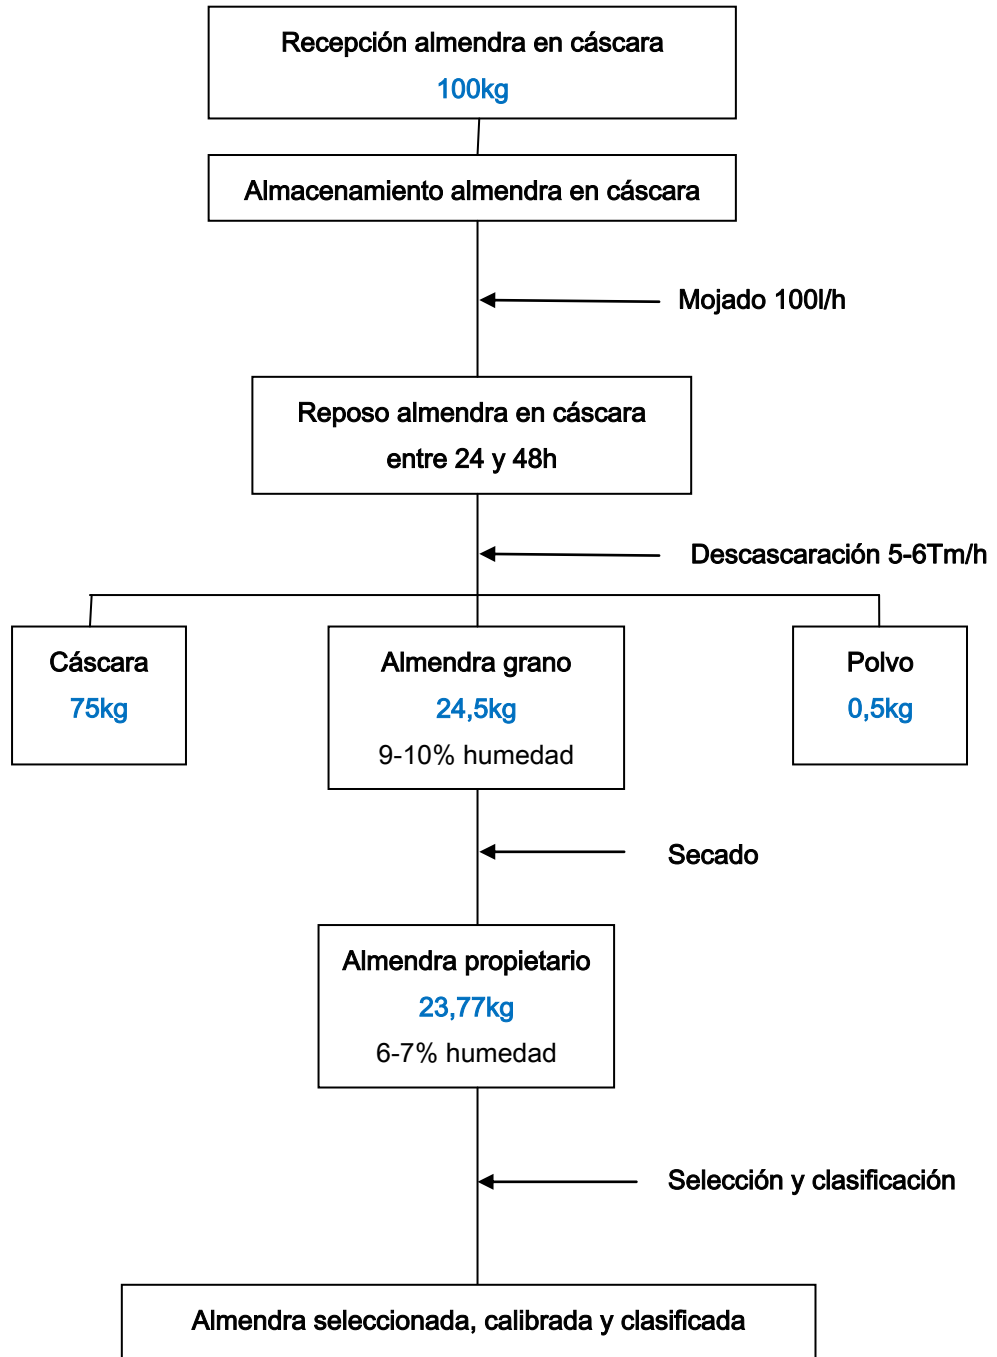 Recepción almendra en cáscara
100kg
Almacenamiento almendra en cáscara
Mojado 100l/h
Reposo almendra en cáscara
entre 24 y 48h
Descascaración 5-6Tm/h
Cáscara
75kg
Almendra grano
24,5kg
9-10% humedad
Polvo
0,5kg
Secado
Almendra propietario
23,77kg
6-7% humedad
Selección y clasificación
Almendra seleccionada, calibrada y clasificada